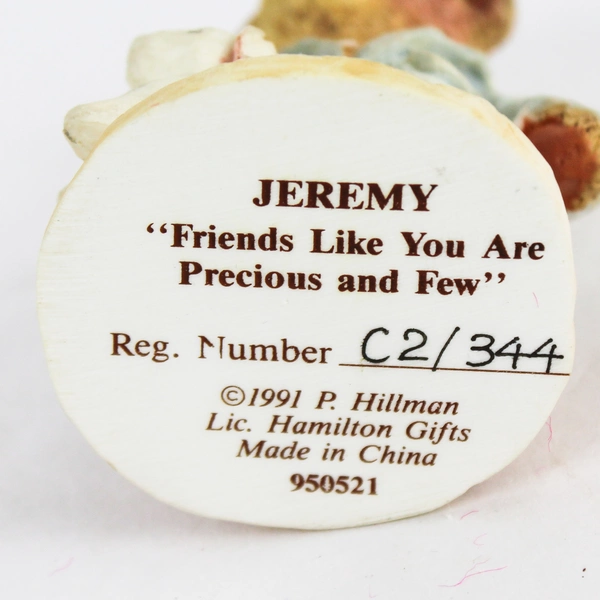 JEREMY
“Friends Like You Are
Precious and Few”
Reg. Number C2/344
©1991 P. Hillman
Lic. Hamilton Gifts
Made in China
950521